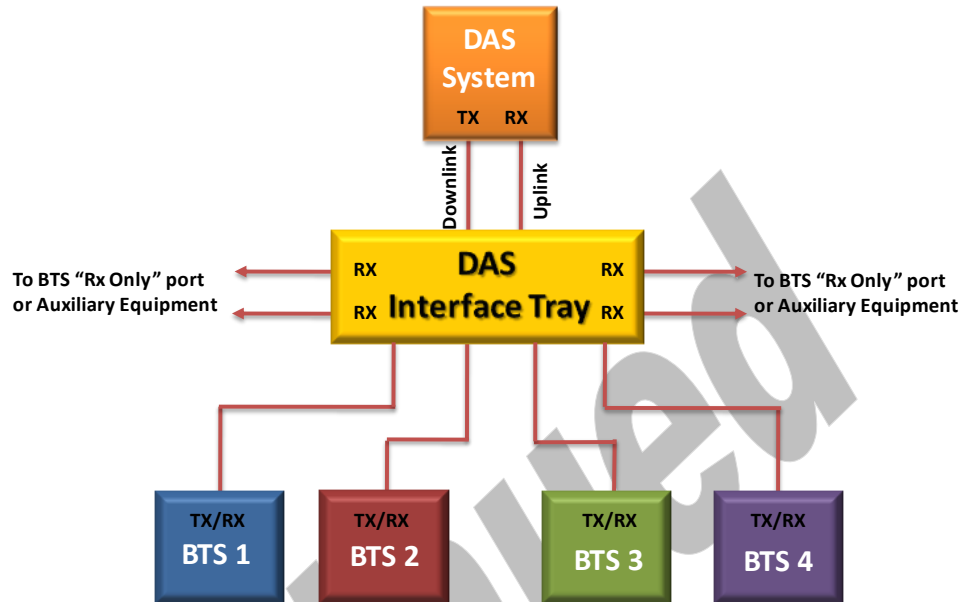 DAS
System
TX RX
Downlink
Uplink
To BTS “Rx Only” port
or Auxiliary Equipment
RX
RX
DAS
Interface Tray
RX
RX
To BTS “Rx Only” port
or Auxiliary Equipment
TX/RX
BTS 1
TX/RX
BTS 2
TX/RX
BTS 3
TX/RX
BTS 4